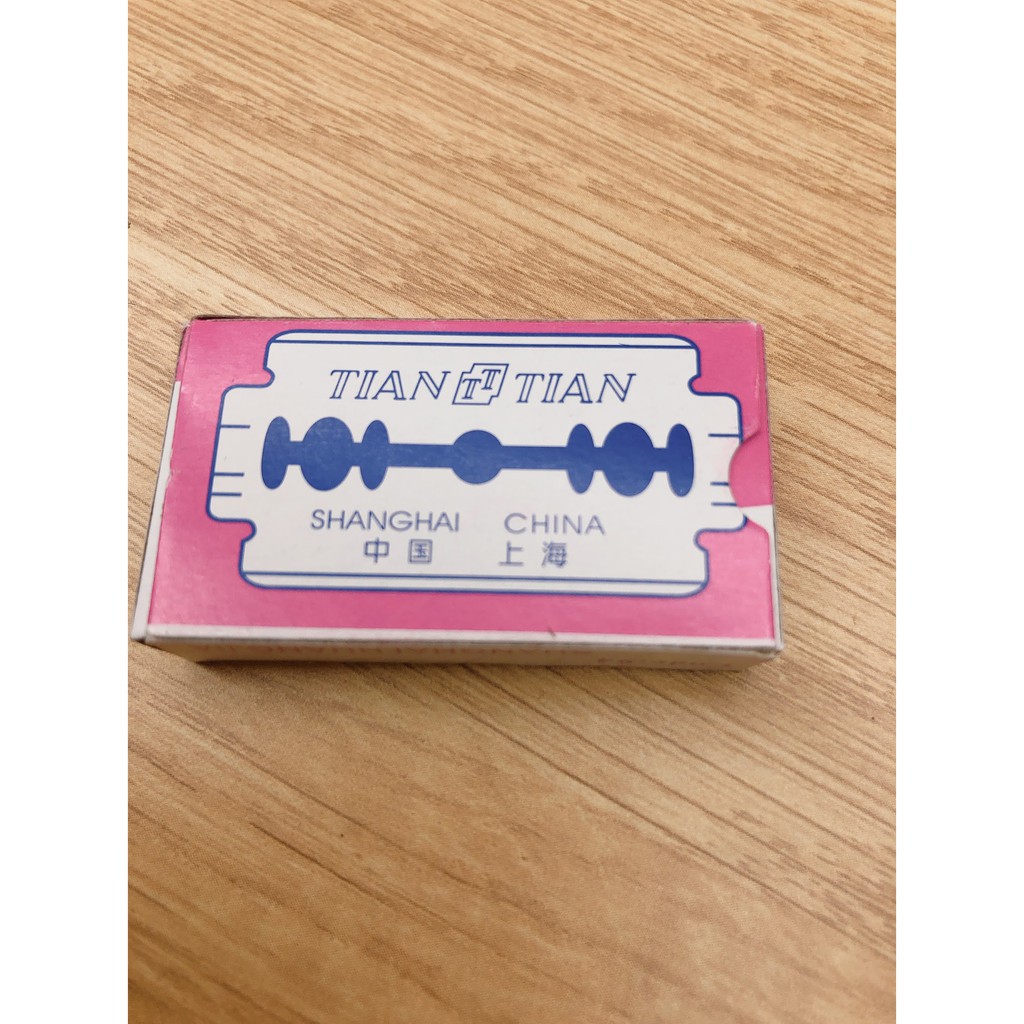 TIAN TT TIAN
SHANGHAI CHINA
中国 上海